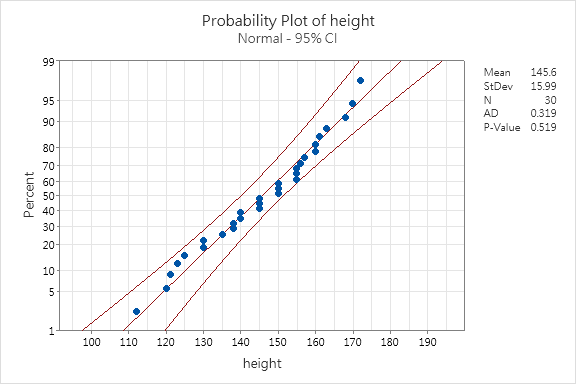 Probability Plot of height
Normal - 95% CI
Mean 145.6
StDev 15.99
N 30
AD 0.319
P-Value 0.519
Percent
99
95
90
80
70
60
50
40
30
20
10
5
1
100 110 120 130 140 150 160 170 180 190
height